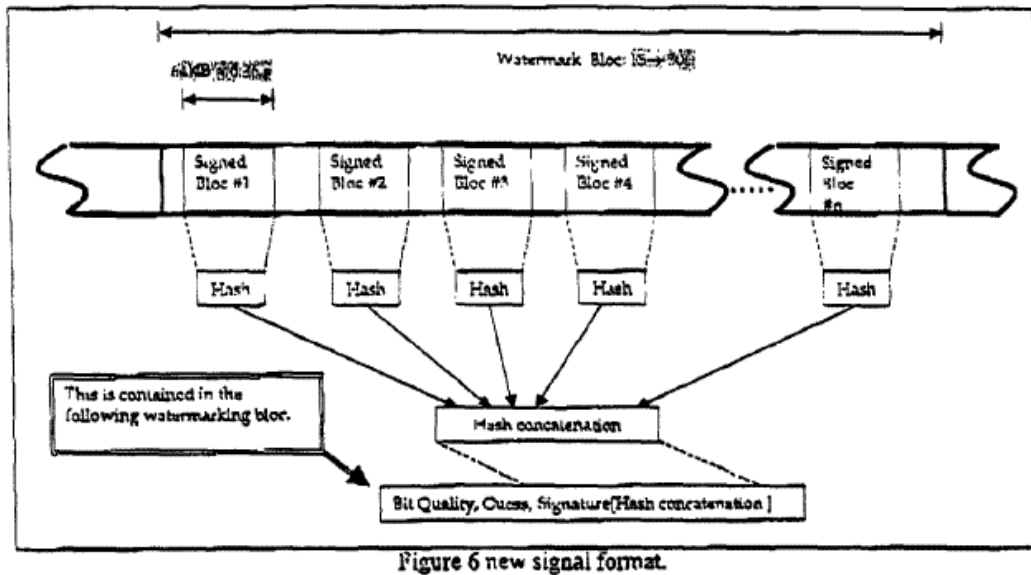 Watermark Bloc:
Signed
Bloc #1
Signed
Bloc #2
Signed
Bloc #3
Signed
Bloc #4
Signed
Bloc
#n
Hash
Hash
Hash
Hash
Hash
This is contained in the
following watermarking bloc.
Hash concatenation
Bit Quality, Signature[Hash concatenation ]
Figure 6 new signal format.